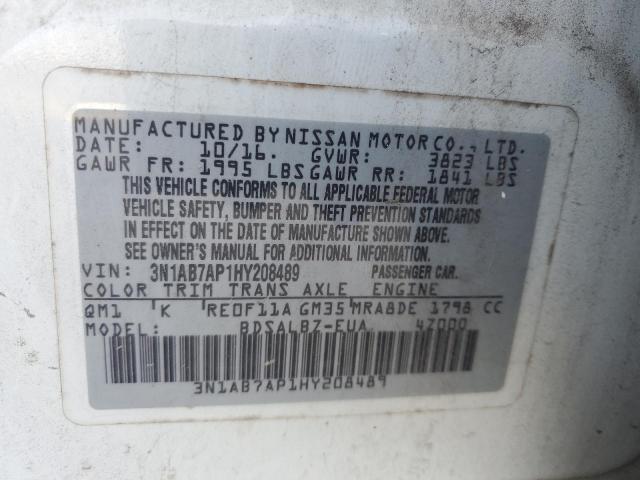 MANUFACTURED BY NISSAN MOTOR CO., LTD.
DATE: 10/16. GVWR: 3823 LBS
GAWR FR: 1995 LBS GAWR RR: 1841 LBS
THIS VEHICLE CONFORMS TO ALL APPLICABLE FEDERAL MOTOR
VEHICLE SAFETY, BUMPER AND THEFT PREVENTION STANDARDS
IN EFFECT ON THE DATE OF MANUFACTURE SHOWN ABOVE.
SEE OWNER'S MANUAL FOR ADDITIONAL INFORMATION.
VIN: 3N1AB7AP1HY208489 PASSENGER CAR.
COLOR TRIM TRANS AXLE ENGINE
QM1 K RE0F11A GM35 MRA8DE 1798 CC
MODEL: BDSALBZ-EUA 4Z000
3N1AB7AP1HY208489